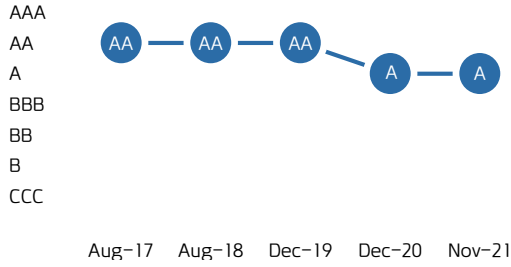 AAA
AA AA AA AA
A A A
BBB
BB
B
CCC
Aug–17 Aug–18 Dec–19 Dec–20 Nov–21